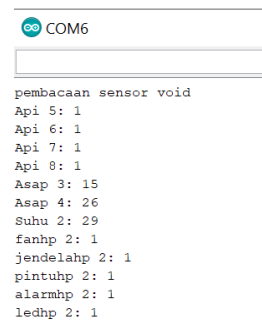 COM6
pembacaan sensor void
Api 5: 1
Api 6: 1
Api 7: 1
Api 8: 1
Asap 3: 15
Asap 4: 26
Suhu 2: 29
fanhp 2: 1
jendelahp 2: 1
pintuhp 2: 1
alarmhp 2: 1
ledhp 2: 1